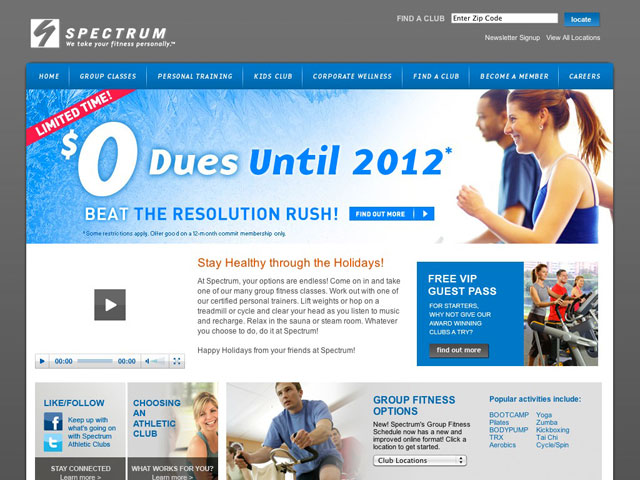 SPECTRUM
We take your fitness personally.™
FIND A CLUB
Enter Zip Code
locate
Newsletter Signup View All Locations
HOME
GROUP CLASSES
PERSONAL TRAINING
KIDS CLUB
CORPORATE WELLNESS
FIND A CLUB
BECOME A MEMBER
CAREERS
LIMITED TIME!
$0 Dues Until 2012*
BEAT THE RESOLUTION RUSH!
FIND OUT MORE
*Some restrictions apply. Offer good on a 12-month commit membership only.
00:00
00:00
Stay Healthy through the Holidays!
At Spectrum, your options are endless! Come on in and take
one of our many group fitness classes. Work out with one of
our certified personal trainers. Lift weights or hop on a
treadmill or cycle and clear your head as you listen to music
and recharge. Relax in the sauna or steam room. Whatever
you choose to do, do it at Spectrum!
Happy Holidays from your friends at Spectrum!
FREE VIP
GUEST PASS
FOR STARTERS,
WHY NOT GIVE OUR
AWARD WINNING
CLUBS A TRY?
find out more
LIKE/FOLLOW
Keep up with
what's going on
with Spectrum
Athletic Clubs
STAY CONNECTED
Learn more >
CHOOSING
AN
ATHLETIC
CLUB
WHAT WORKS FOR YOU?
Learn more >
GROUP FITNESS
OPTIONS
New! Spectrum's Group Fitness
Schedule now has a new and
improved online format! Click a
location to get started.
Club Locations
Popular activities include:
BOOTCAMP Yoga
Pilates Zumba
BODYPUMP Kickboxing
TRX Tai Chi
Aerobics Cycle/Spin